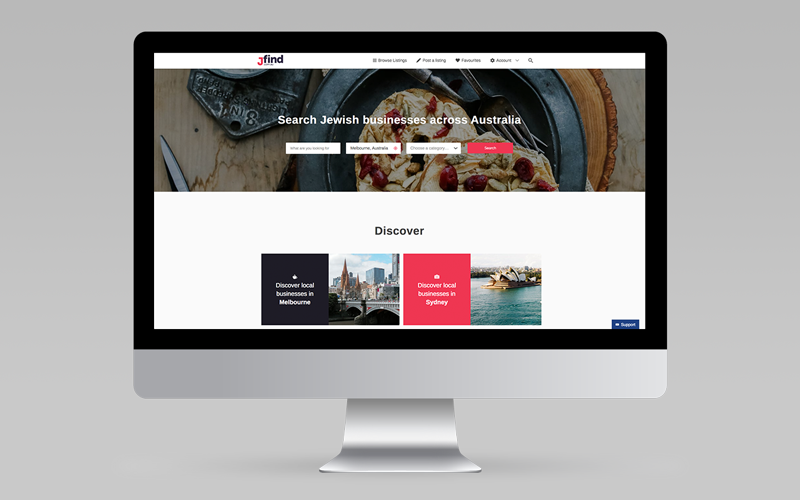 Jfind
Browse Listings
Post a listing
Favourites
Account
Search Jewish businesses across Australia
What are you looking for
Melbourne, Australia
Choose a category...
Search
Discover
Discover local
businesses in
Melbourne
Discover local
businesses in
Sydney
Support